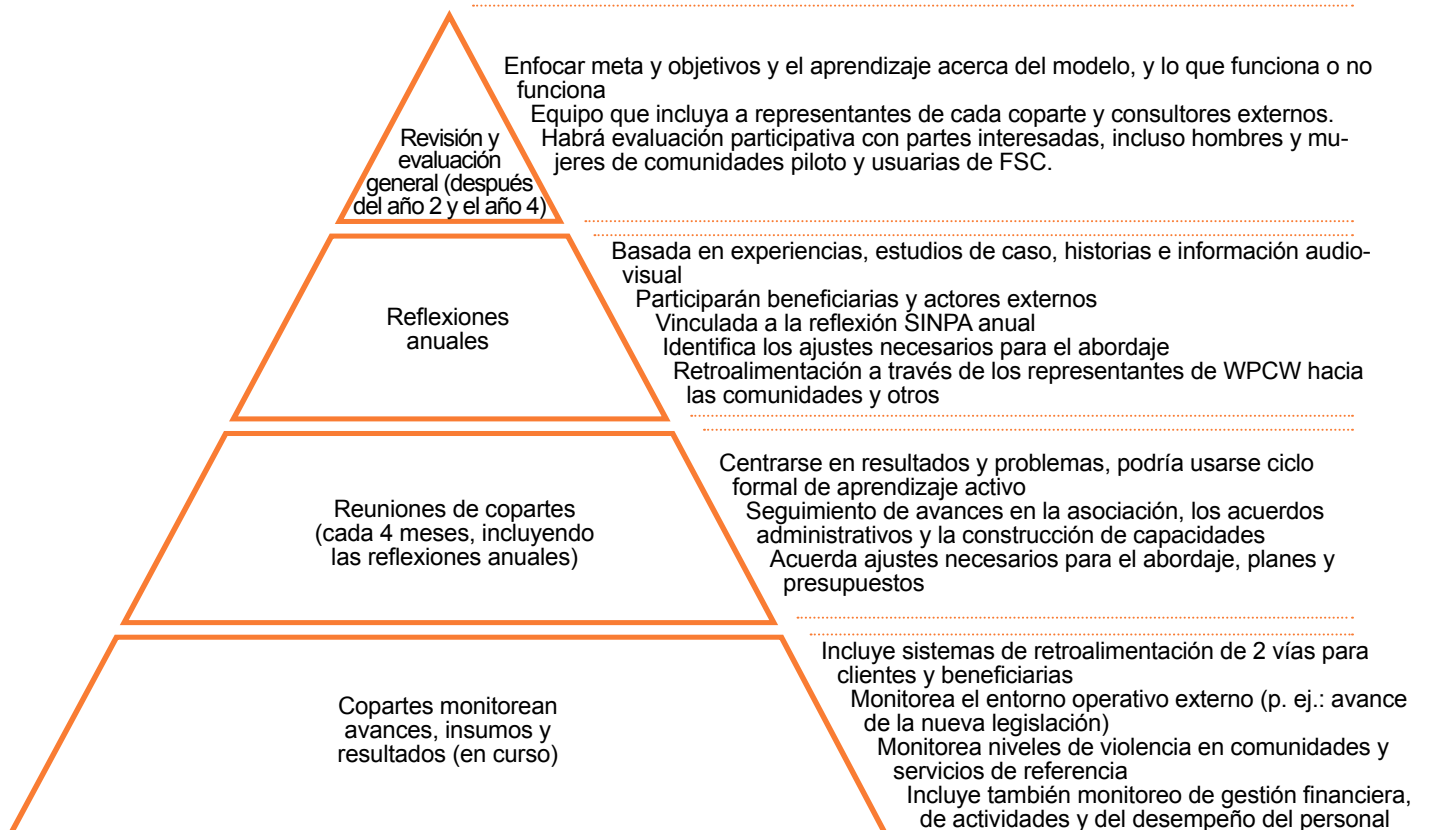 Revisión y
evaluación
general (después
del año 2 y el año 4)
Enfocar meta y objetivos y el aprendizaje acerca del modelo, y lo que funciona o no
funciona
Equipo que incluya a representantes de cada coparte y consultores externos.
Habrá evaluación participativa con partes interesadas, incluso hombres y mu-
jeres de comunidades piloto y usuarias de FSC.
Reflexiones
anuales
Basada en experiencias, estudios de caso, historias e información audio-
visual
Participarán beneficiarias y actores externos
Vinculada a la reflexión SINPA anual
Identifica los ajustes necesarios para el abordaje
Retroalimentación a través de los representantes de WPCW hacia
las comunidades y otros
Reuniones de copartes
(cada 4 meses, incluyendo
las reflexiones anuales)
Centrarse en resultados y problemas, podría usarse ciclo
formal de aprendizaje activo
Seguimiento de avances en la asociación, los acuerdos
administrativos y la construcción de capacidades
Acuerda ajustes necesarios para el abordaje, planes y
presupuestos
Copartes monitorean
avances, insumos y
resultados (en curso)
Incluye sistemas de retroalimentación de 2 vías para
clientes y beneficiarias
Monitorea el entorno operativo externo (p. ej.: avance
de la nueva legislación)
Monitorea niveles de violencia en comunidades y
servicios de referencia
Incluye también monitoreo de gestión financiera,
de actividades y del desempeño del personal